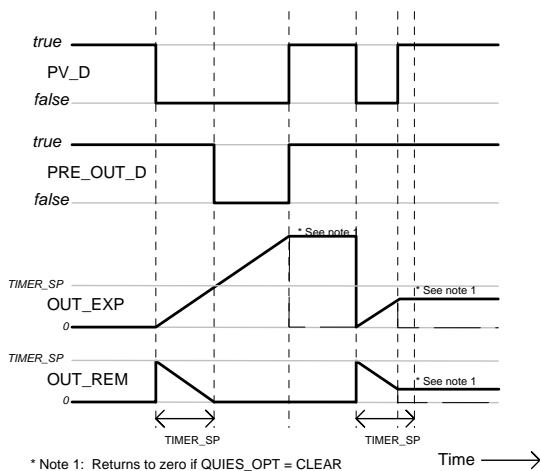 true
PV_D
false
true
PRE_OUT_D
false
* See note 1
TIMER_SP
* See note 1
OUT_EXP
0
TIMER_SP
OUT_REM
* See note 1
0
TIMER_SP TIMER_SP
* Note 1: Returns to zero if QUIES_OPT = CLEAR Time